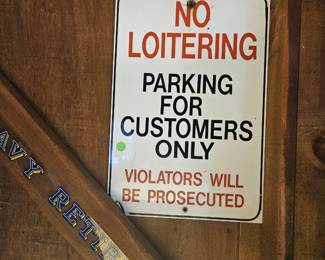 NO
LOITERING
PARKING
FOR
CUSTOMERS
ONLY
VIOLATORS WILL
BE PROSECUTED